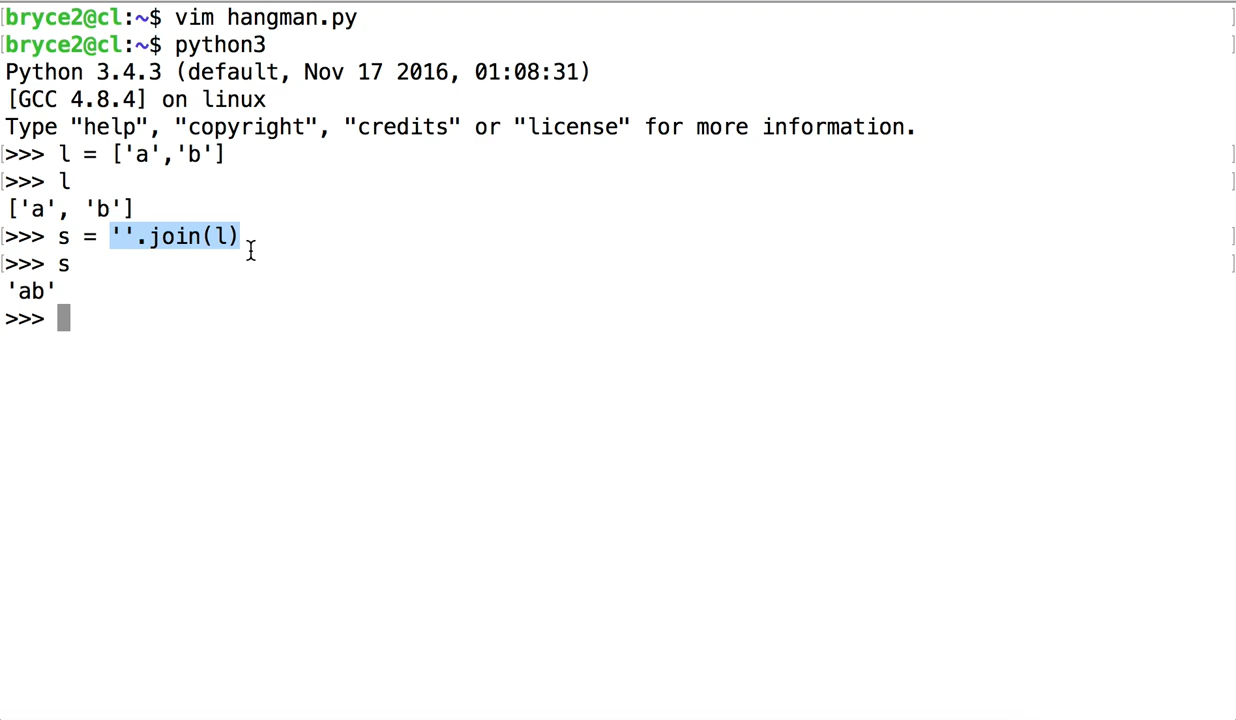 bryce2@cl:~$ vim hangman.py
bryce2@cl:~$ python3
Python 3.4.3 (default, Nov 17 2016, 01:08:31)
[GCC 4.8.4] on linux
Type "help", "copyright", "credits" or "license" for more information.
>>> l = ['a','b']
>>> l
['a', 'b']
>>> s = ''.join(l)
>>> s
'ab'
>>>